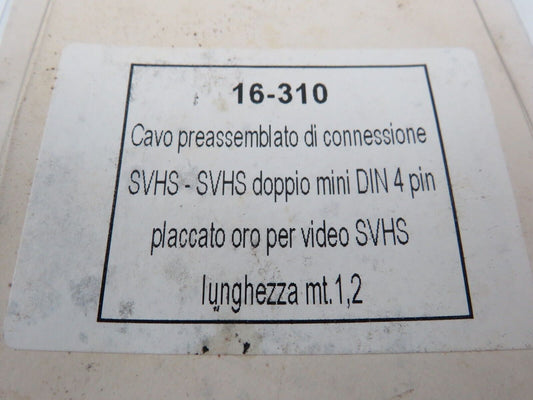 16-310
Cavo preassemblato di connessione
SVHS - SVHS doppio mini DIN 4 pin
placcato oro per video SVHS
lunghezza mt.1,2